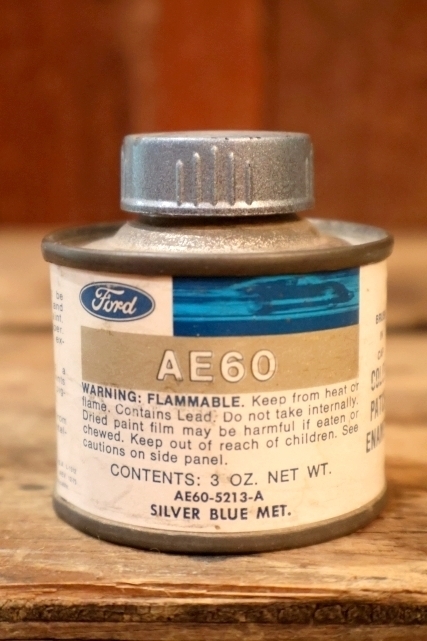 Ford
AE60
WARNING: FLAMMABLE. Keep from heat or
flame. Contains Lead. Do not take internally.
Dried paint film may be harmful if eaten or
chewed. Keep out of reach of children. See
cautions on side panel.
CONTENTS: 3 OZ. NET WT.
AE60-5213-A
SILVER BLUE MET.